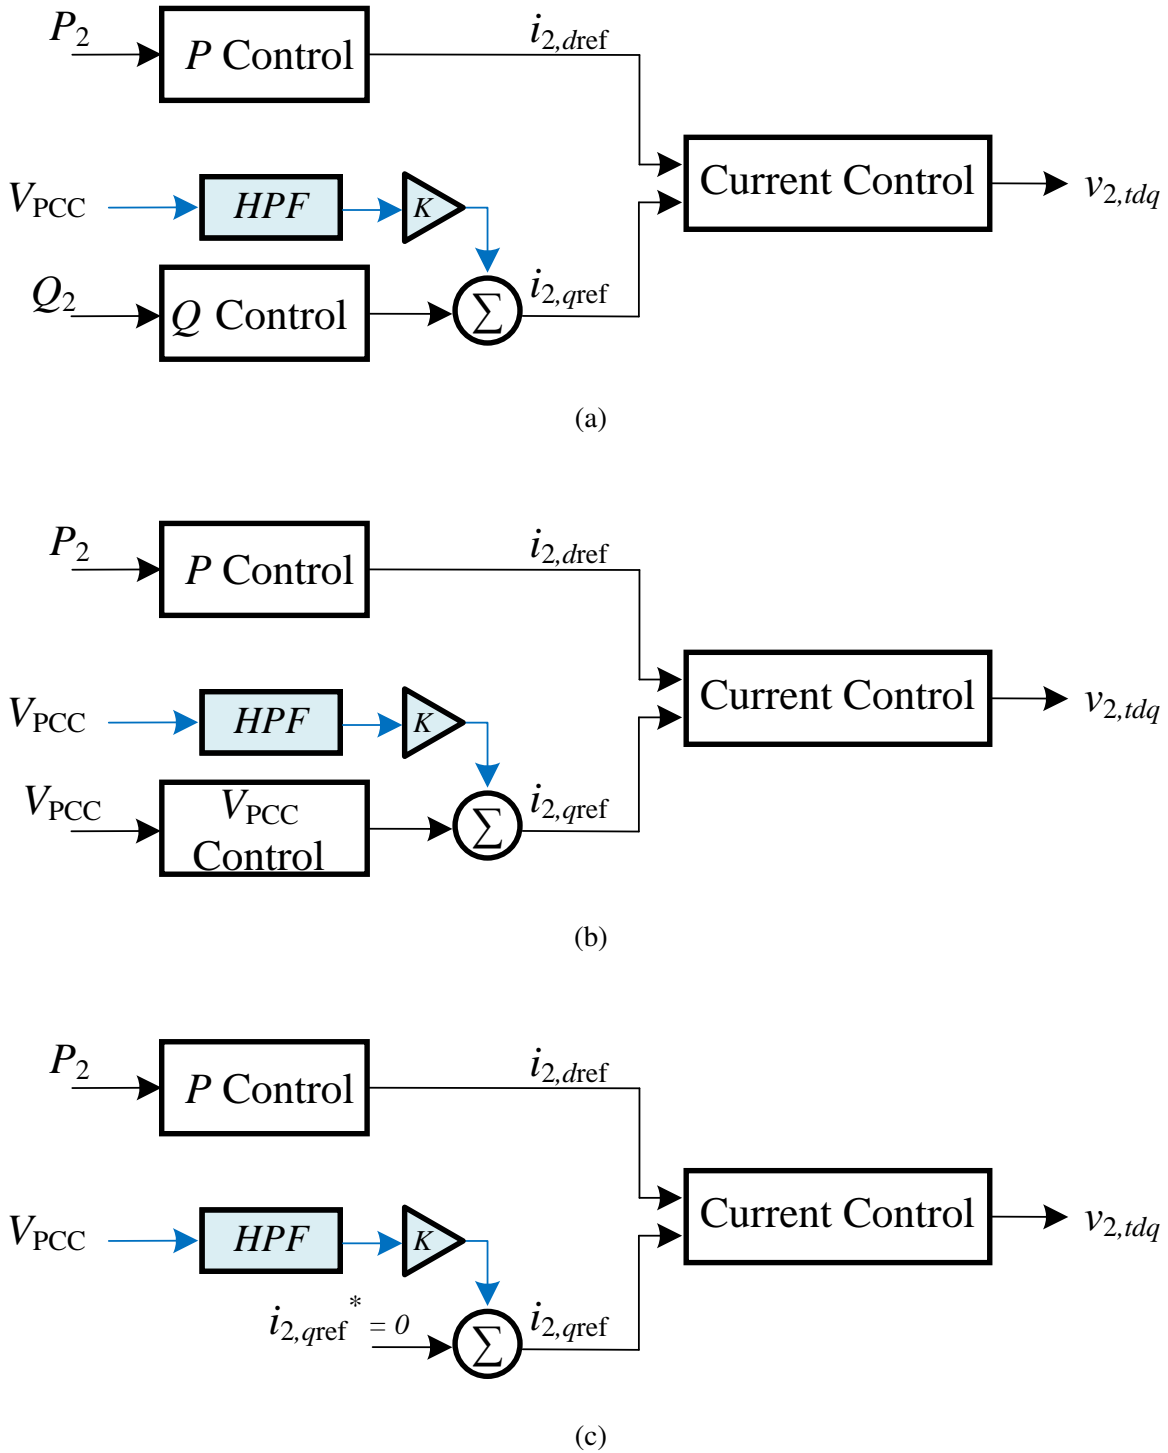 P2
P Control
i2,dref
VPCC
HPF
K
Current Control
v2,tdq
Q2
Q Control
Σ
i2,qref
(a)
P2
P Control
i2,dref
VPCC
HPF
K
Current Control
v2,tdq
VPCC
VPCC
Control
Σ
i2,qref
(b)
P2
P Control
i2,dref
VPCC
HPF
K
Current Control
v2,tdq
i2,qref* = 0
Σ
i2,qref
(c)